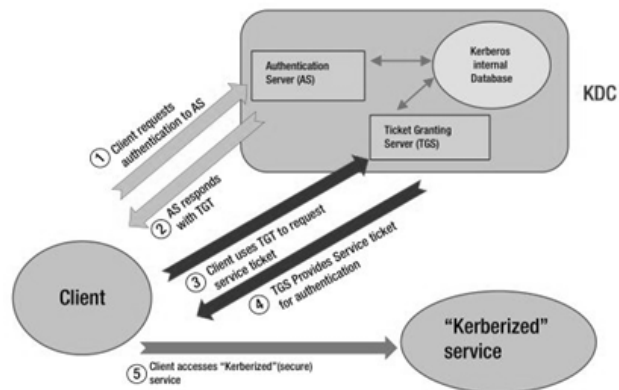 Authentication
Server (AS)
Kerberos
internal
Database
KDC
Ticket Granting
Server (TGS)
1 Client requests
authentication to AS
2 AS responds
with TGT
3 Client uses TGT to request
service ticket
4 TGS Provides Service ticket
for authentication
Client
"Kerberized"
service
5 Client accesses "Kerberized"(secure)
service